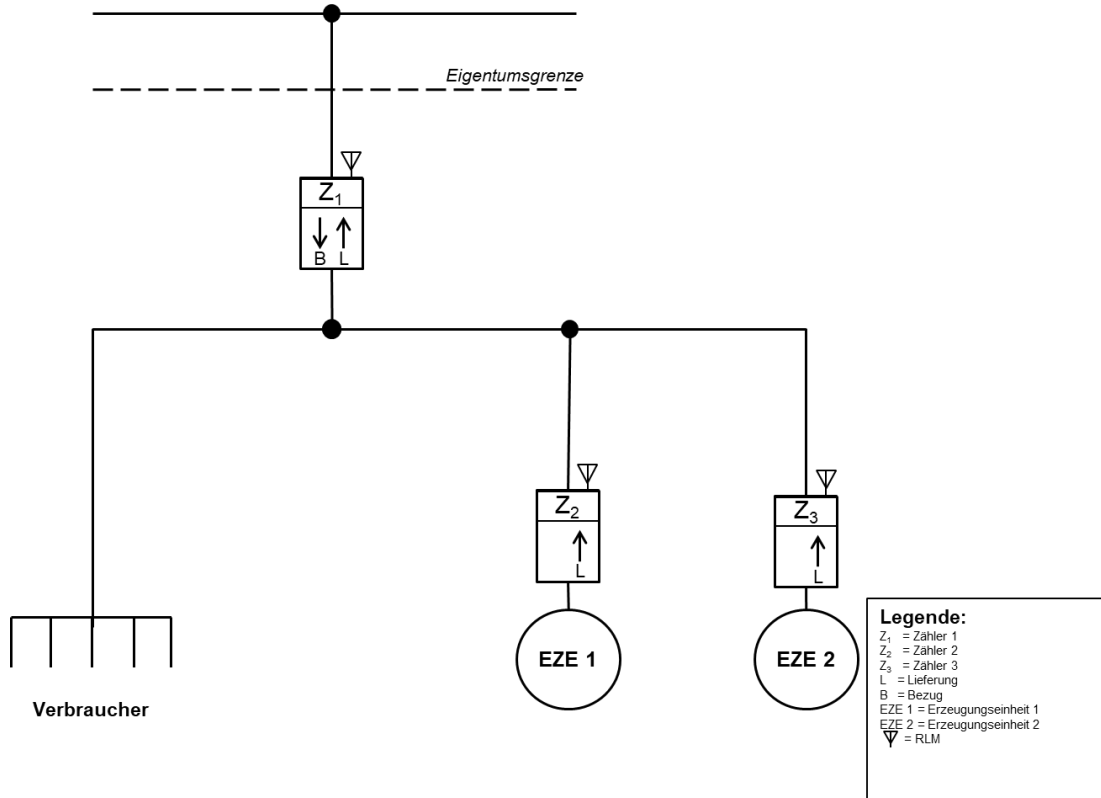 Eigentumsgrenze
Z₁
B L
Z₂
L
Z₃
L
EZE 1
EZE 2
Verbraucher
Legende:
Z₁ = Zähler 1
Z₂ = Zähler 2
Z₃ = Zähler 3
L = Lieferung
B = Bezug
EZE 1 = Erzeugungseinheit 1
EZE 2 = Erzeugungseinheit 2
= RLM